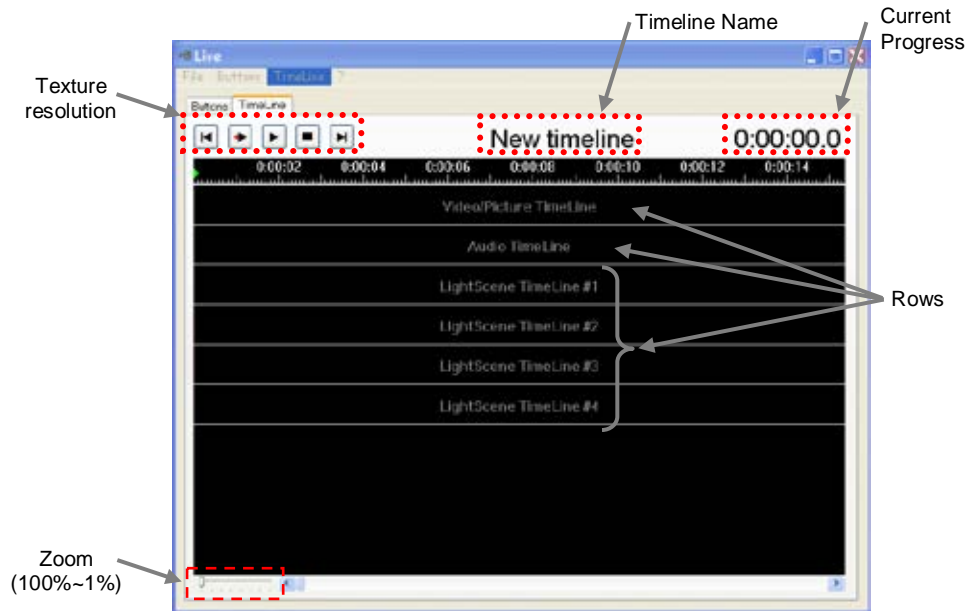 Timeline Name
Current
Progress
Live
File Buttons TimeLine ?
Texture
resolution
Buttons TimeLine
New timeline
0:00:00.0
0:00:02 0:00:04 0:00:06 0:00:08 0:00:10 0:00:12 0:00:14
Video/Picture TimeLine
Audio TimeLine
LightScene TimeLine #1
Rows
LightScene TimeLine #2
LightScene TimeLine #3
LightScene TimeLine #4
Zoom
(100%~1%)